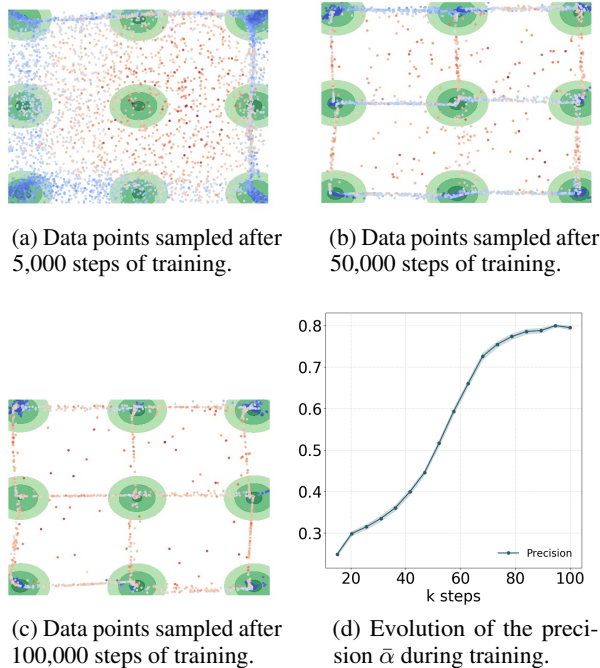 (a) Data points sampled after
5,000 steps of training.
(b) Data points sampled after
50,000 steps of training.
0.8
0.7
0.6
0.5
0.4
0.3
Precision
20
40
60
80
100
k steps
(c) Data points sampled after
100,000 steps of training.
(d) Evolution of the preci-
sion ᾱ during training.